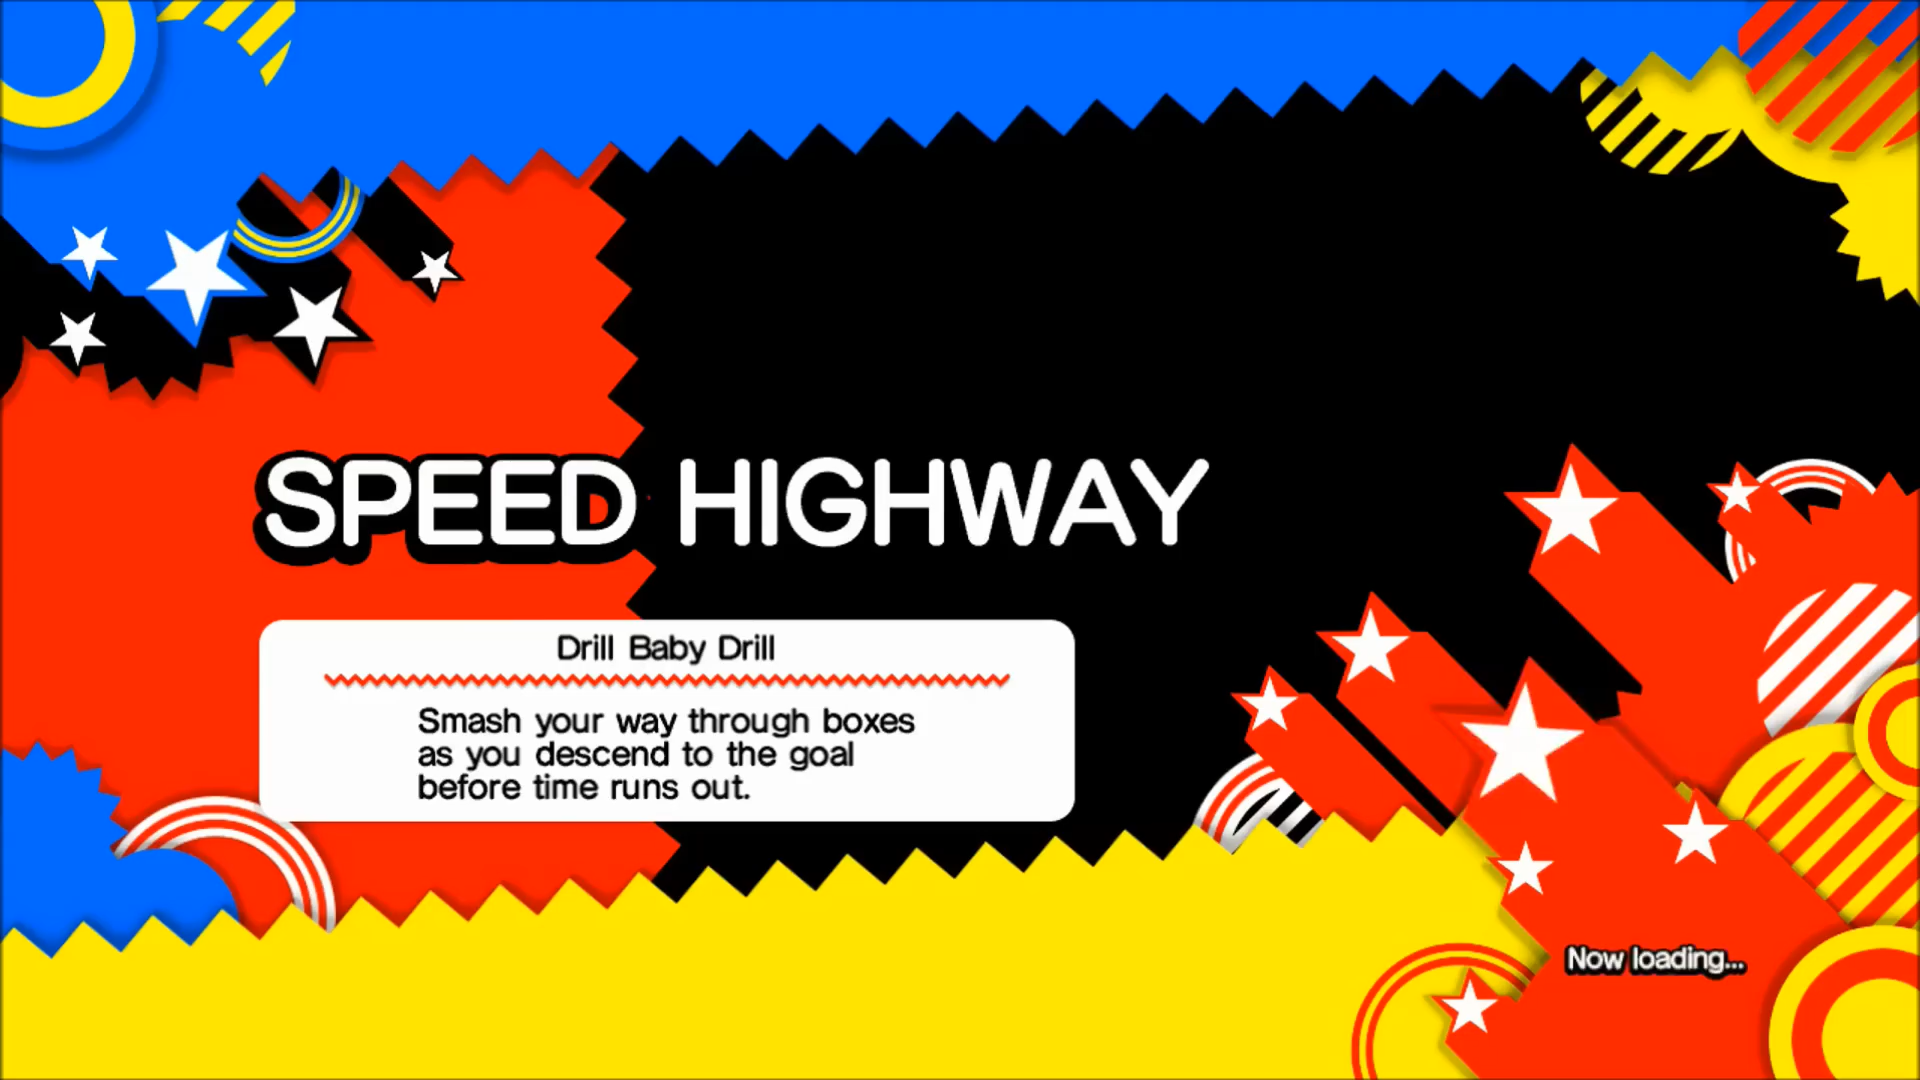 SPEED HIGHWAY
Drill Baby Drill
Smash your way through boxes
as you descend to the goal
before time runs out.
Now loading...